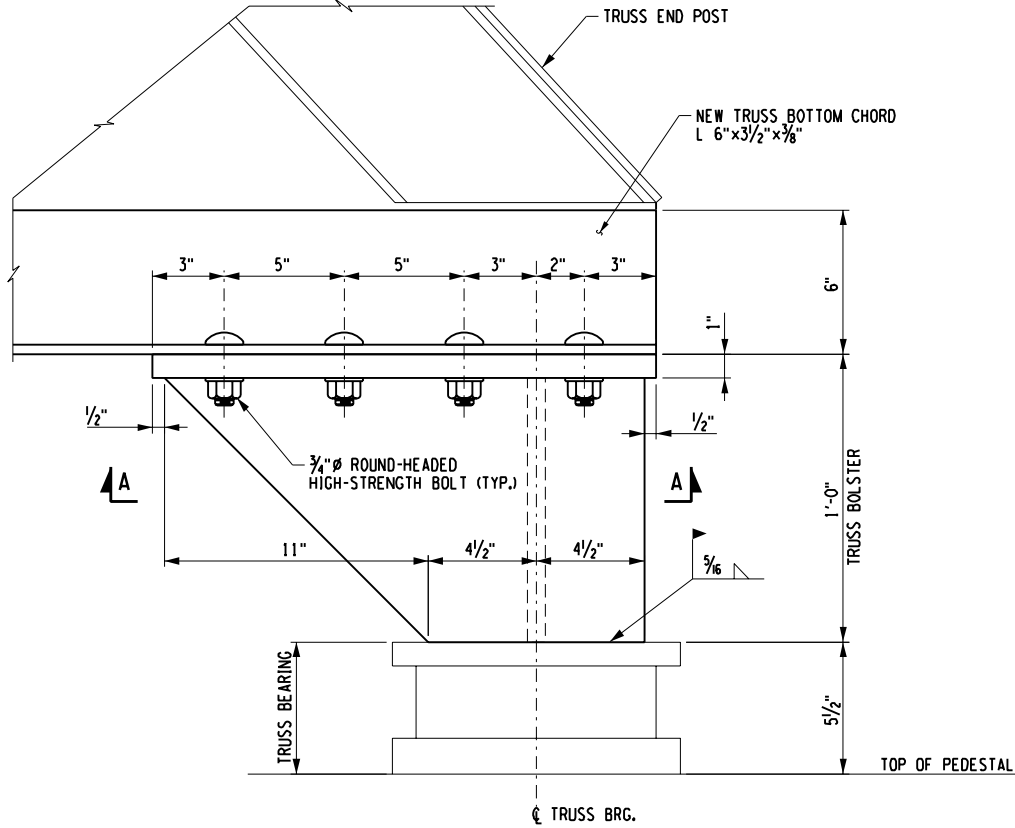 TRUSS END POST
NEW TRUSS BOTTOM CHORD
L 6"x3½"x⅜"
3" 5" 5" 3" 2" 3"
6"
1"
½"
½"
¾"Ø ROUND-HEADED
HIGH-STRENGTH BOLT (TYP.)
A
A
1'-0"
TRUSS BOLSTER
11" 4½" 4½"
5/16
TRUSS BEARING
5½"
TOP OF PEDESTAL
℄ TRUSS BRG.